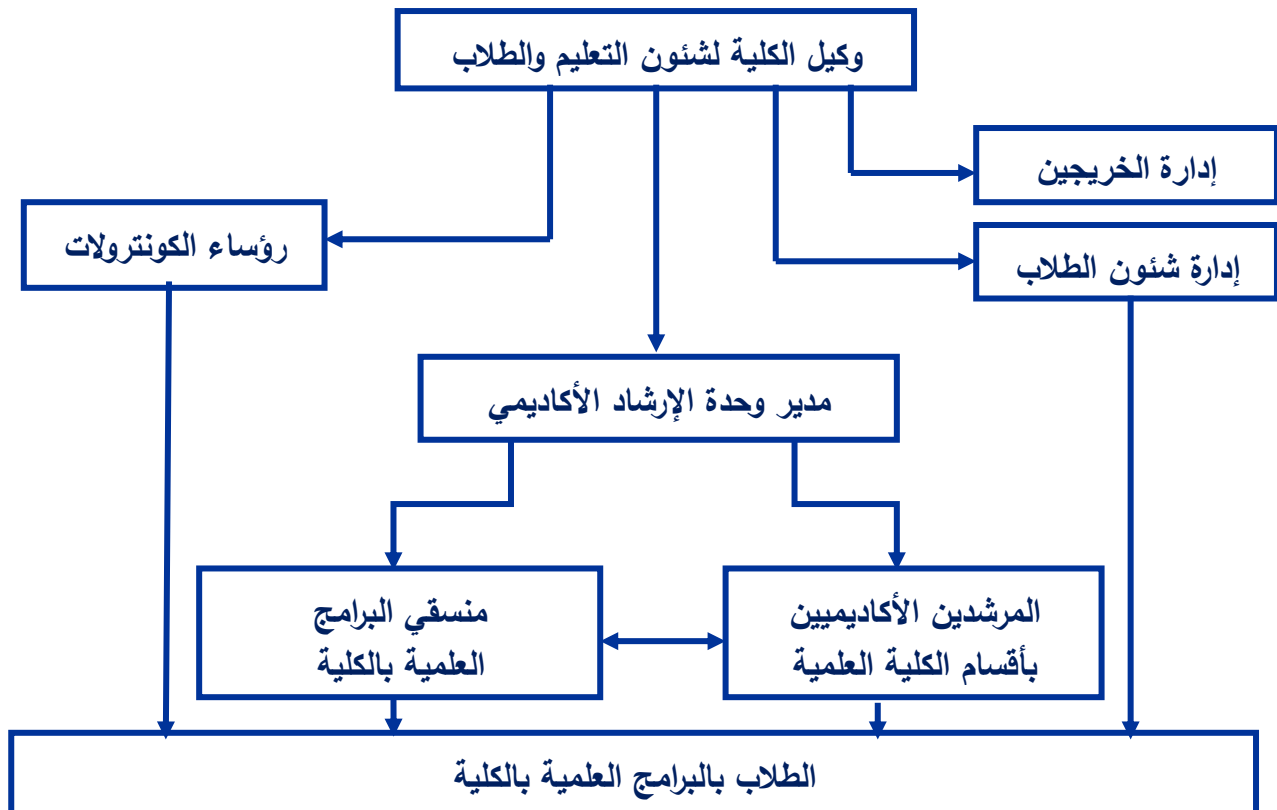 وكيل الكلية لشئون التعليم والطلاب
إدارة الخريجين
رؤساء الكونترولات
إدارة شئون الطلاب
مدير وحدة الإرشاد الأكاديمي
المرشدين الأكاديميين
بأقسام الكلية العلمية
منسقي البرامج
العلمية بالكلية
الطلاب بالبرامج العلمية بالكلية